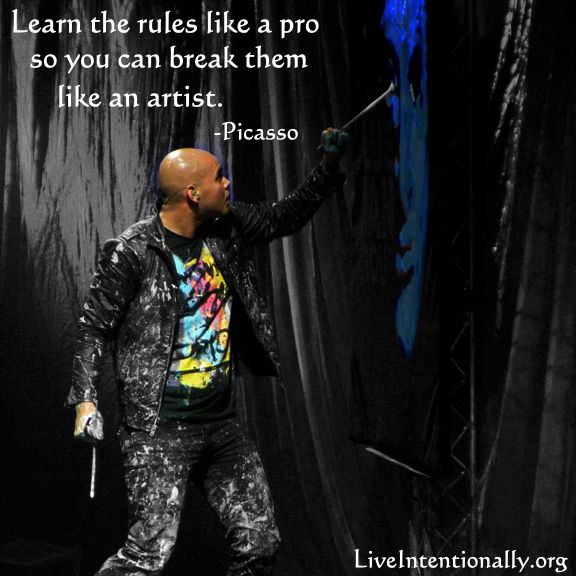 Learn the rules like a pro
so you can break them
like an artist.
-Picasso
LiveIntentionally.org